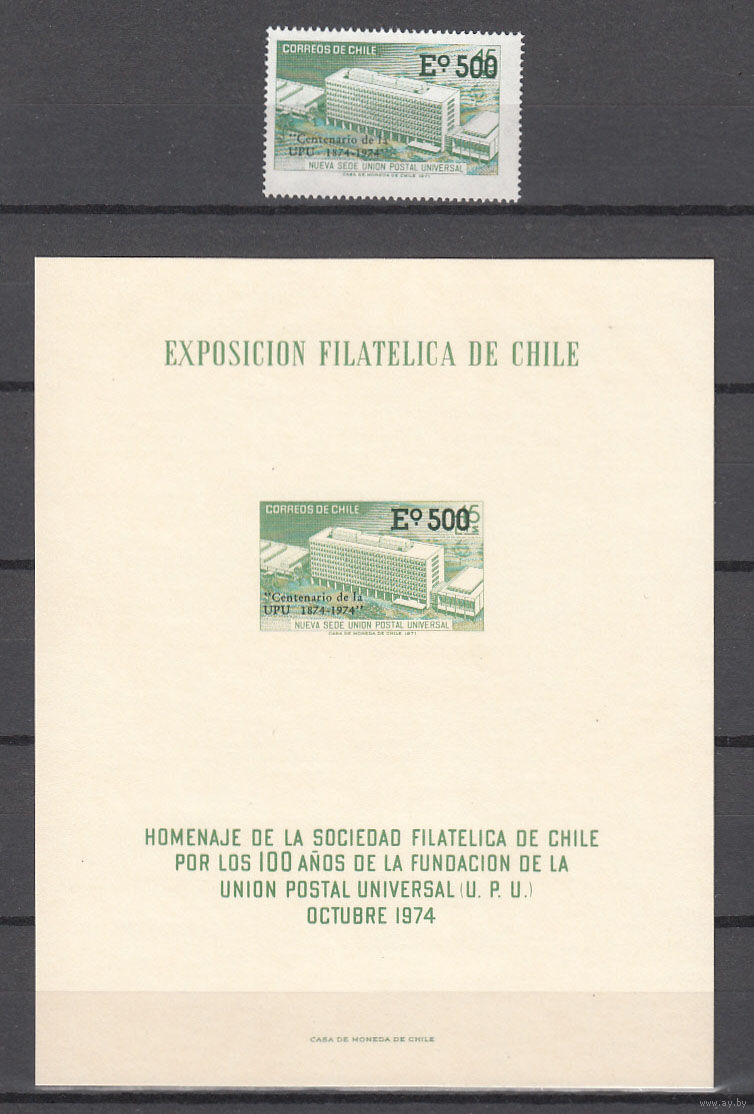 CORREOS DE CHILE
Eº 500
"Centenario de la
UPU 1874-1974"
NUEVA SEDE UNION POSTAL UNIVERSAL
CASA DE MONEDA DE CHILE 1971
EXPOSICION FILATELICA DE CHILE
CORREOS DE CHILE
15
Eº 500
"Centenario de la
UPU 1874-1974"
NUEVA SEDE UNION POSTAL UNIVERSAL
CASA DE MONEDA DE CHILE 1971
HOMENAJE DE LA SOCIEDAD FILATELICA DE CHILE
POR LOS 100 AÑOS DE LA FUNDACION DE LA
UNION POSTAL UNIVERSAL (U. P. U.)
OCTUBRE 1974
CASA DE MONEDA DE CHILE
www.ay.by